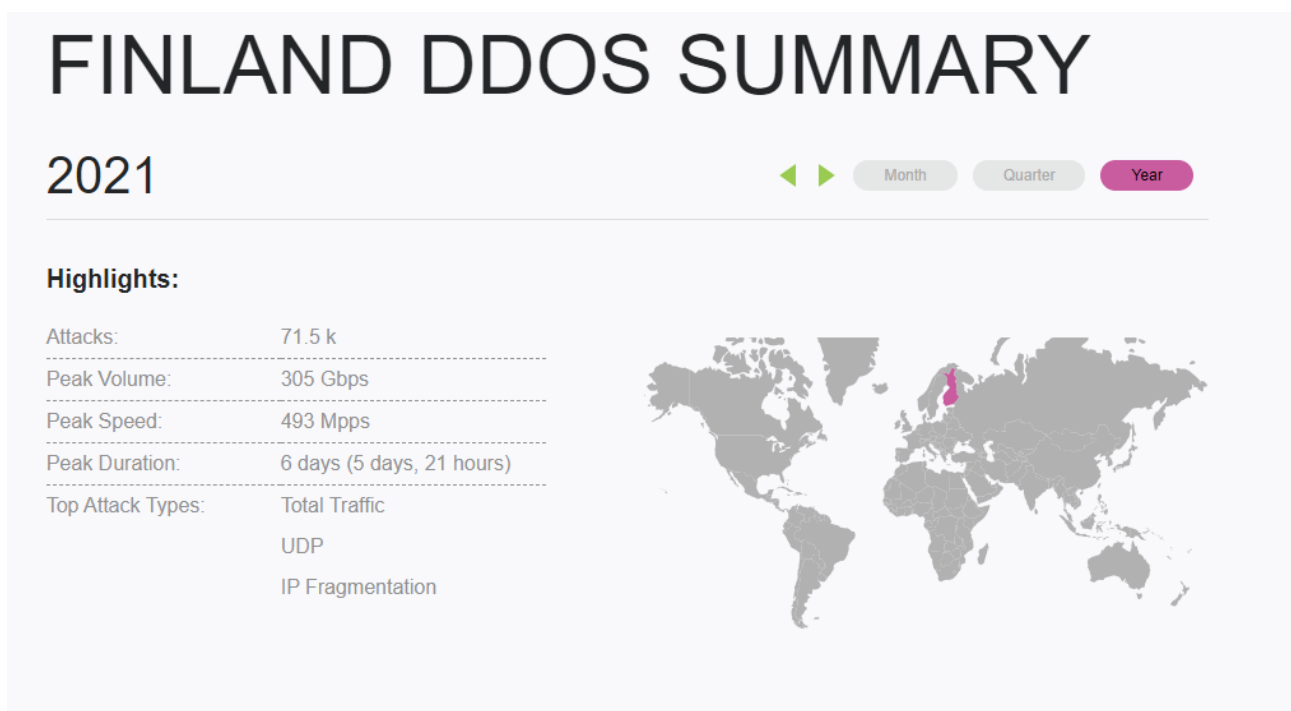 FINLAND DDOS SUMMARY
2021
Month Quarter Year
Highlights:
Attacks: 71.5 k
Peak Volume: 305 Gbps
Peak Speed: 493 Mpps
Peak Duration: 6 days (5 days, 21 hours)
Top Attack Types: Total Traffic
UDP
IP Fragmentation